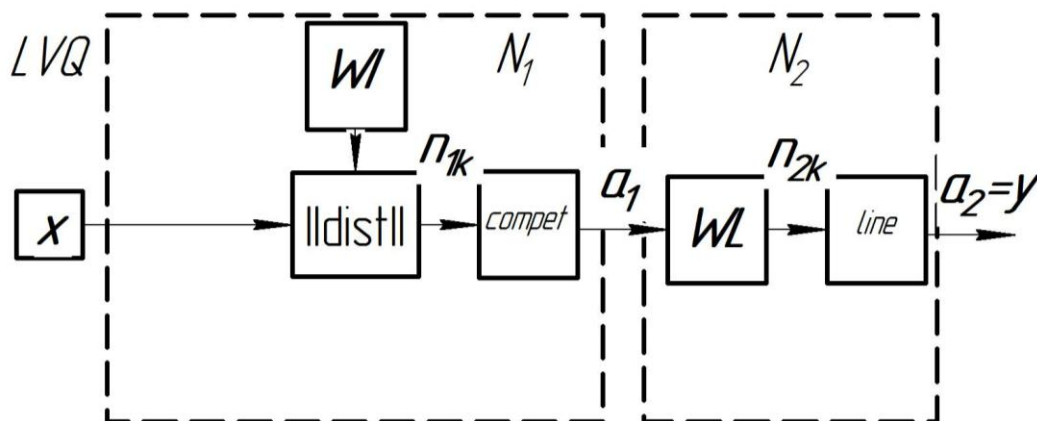 LVQ
N₁
N₂
WI
n₁ₖ
n₂ₖ
a₁
a₂=y
x
||dist||
compet
WL
line